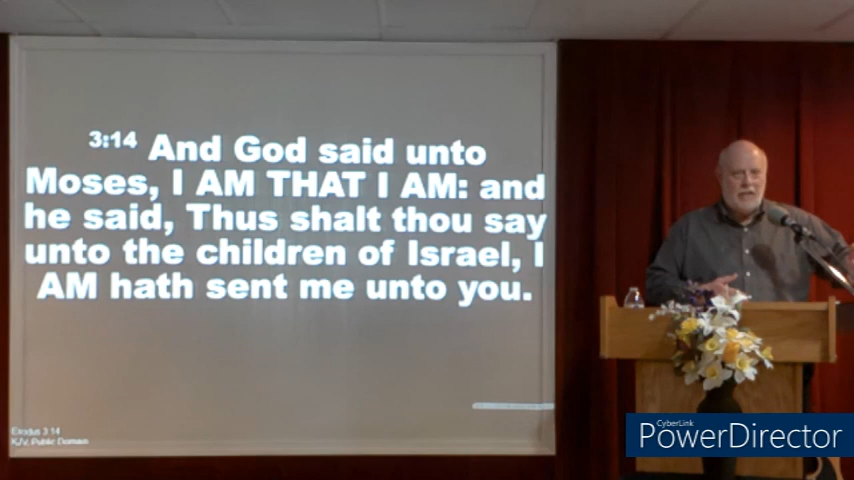 3:14 And God said unto
Moses, I AM THAT I AM: and
he said, Thus shalt thou say
unto the children of Israel, I
AM hath sent me unto you.
Exodus 3:14
KJV, Public Domain
CyberLink
PowerDirector